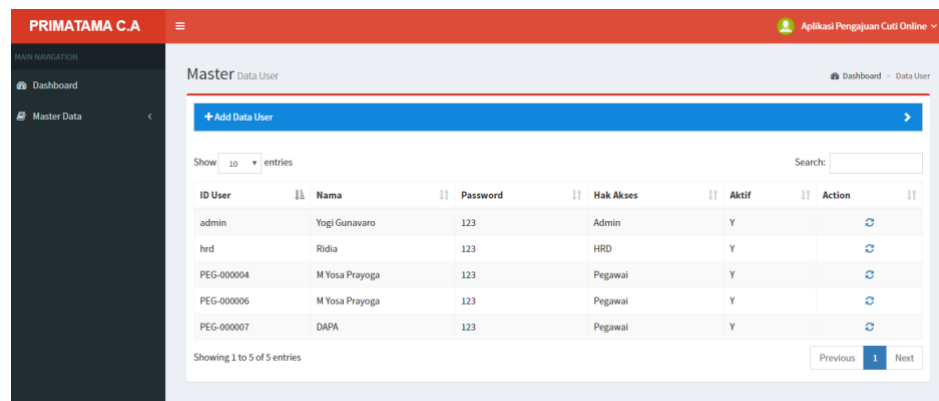 PRIMATAMA C.A
Aplikasi Pengajuan Cuti Online
MAIN NAVIGATION
Dashboard
Master Data
Master Data User
Dashboard > Data User
+ Add Data User
Show 10 entries Search:
ID User Nama Password Hak Akses Aktif Action
admin Yogi Gunavaro 123 Admin Y
hrd Ridia 123 HRD Y
PEG-000004 M Yosa Prayoga 123 Pegawai Y
PEG-000006 M Yosa Prayoga 123 Pegawai Y
PEG-000007 DAPA 123 Pegawai Y
Showing 1 to 5 of 5 entries
Previous 1 Next